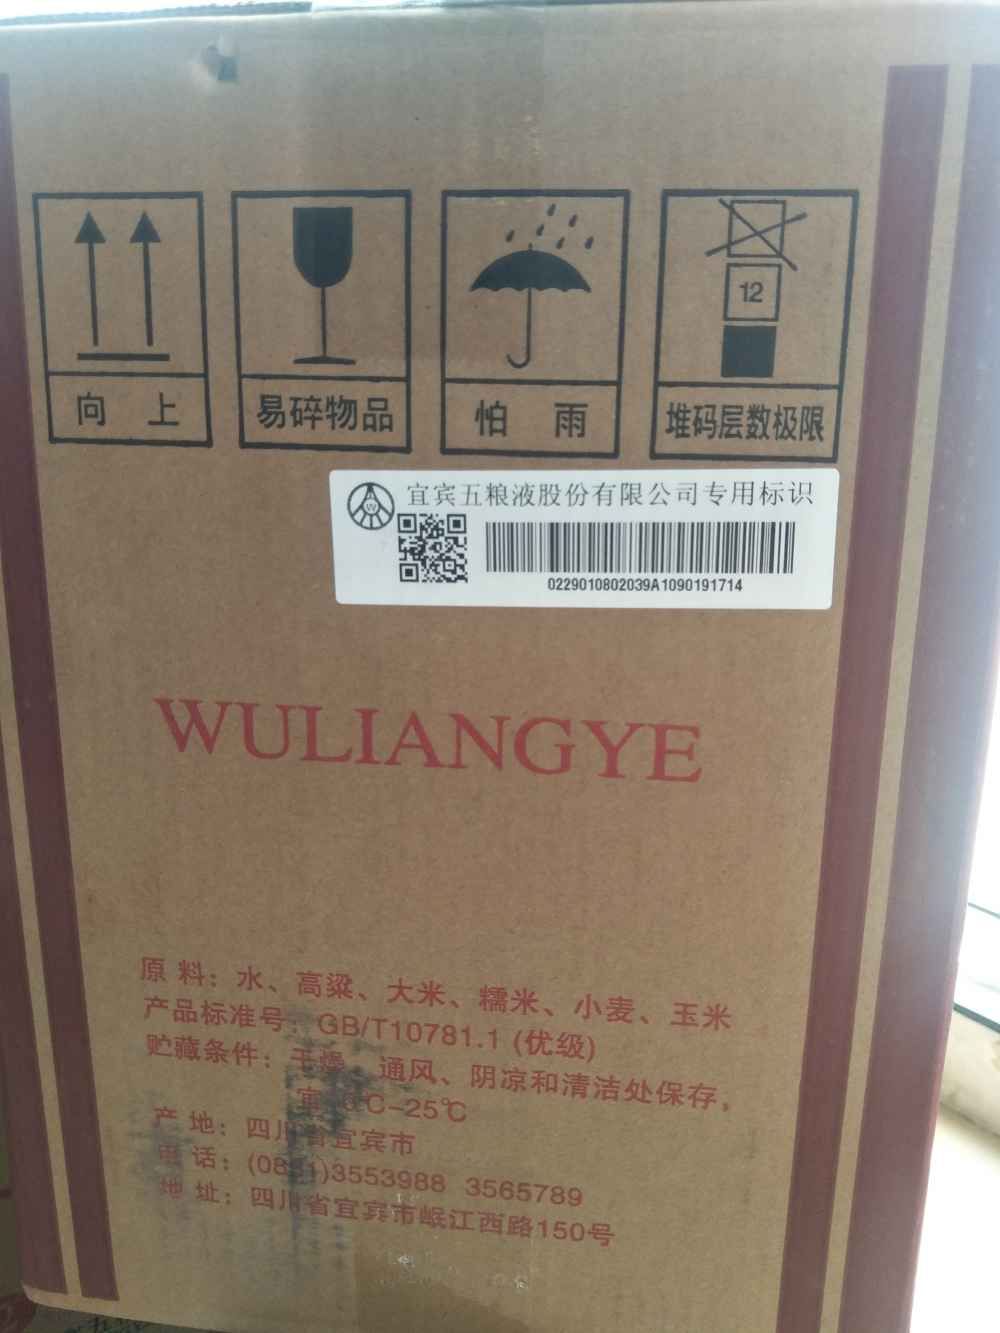 12
向 上
易碎物品
怕 雨
堆码层数极限
宜宾五粮液股份有限公司专用标识
0229010802039A1090191714
WULIANGYE
原 料：水、高粱、大米、糯米、小麦、玉米
产品标准号：GB/T10781.1 (优级)
贮藏条件：干燥、通风、阴凉和清洁处保存，
℃-25℃
产 地：四川省宜宾市
电 话：(0831)3553988 3565789
地 址：四川省宜宾市岷江西路150号